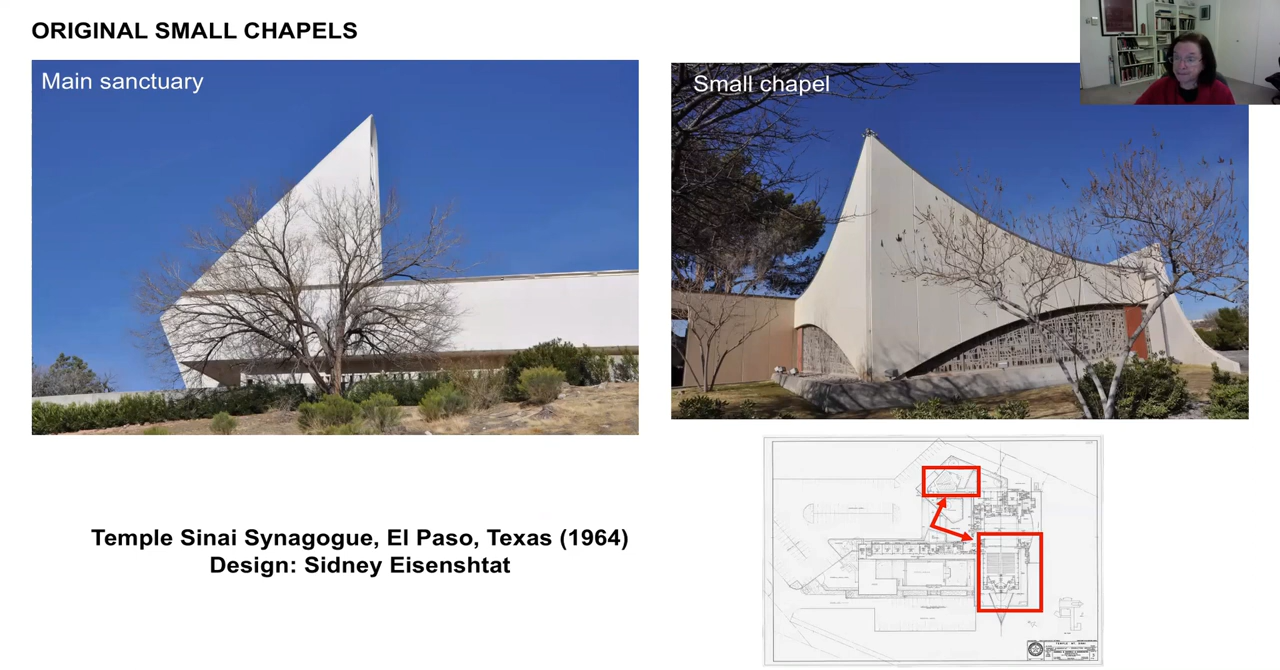 ORIGINAL SMALL CHAPELS
Main sanctuary
Small chapel
Temple Sinai Synagogue, El Paso, Texas (1964)
Design: Sidney Eisenshtat